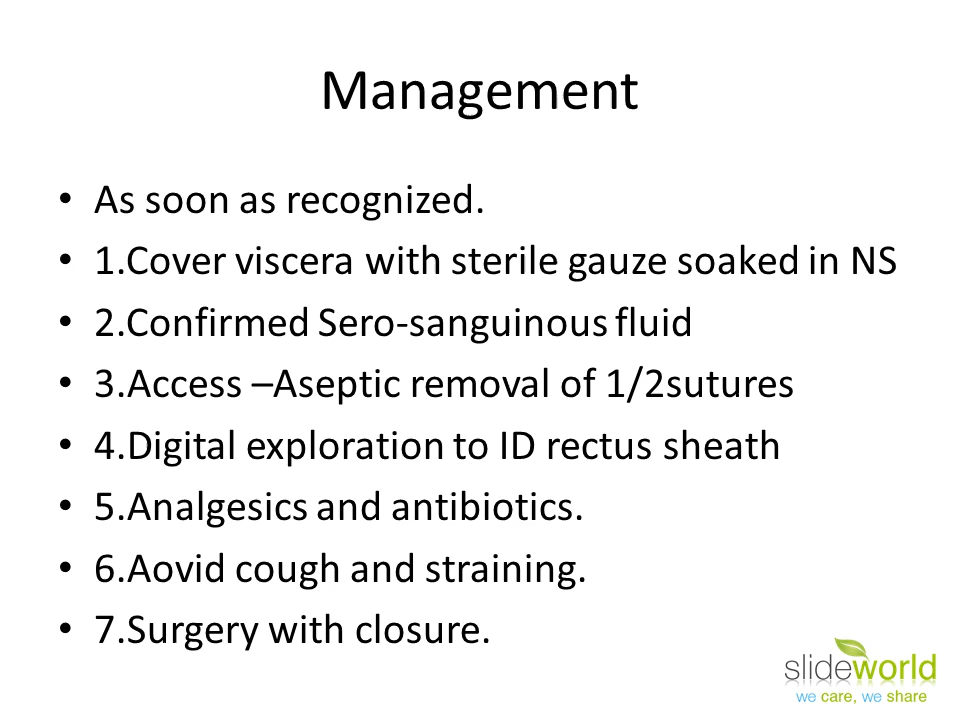 Management
• As soon as recognized.
• 1.Cover viscera with sterile gauze soaked in NS
• 2.Confirmed Sero-sanguinous fluid
• 3.Access –Aseptic removal of 1/2sutures
• 4.Digital exploration to ID rectus sheath
• 5.Analgesics and antibiotics.
• 6.Aovid cough and straining.
• 7.Surgery with closure.
slideworld
we care, we share